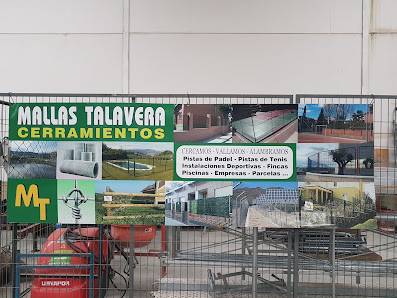 MALLAS TALAVERA
CERRAMIENTOS
CERCAMOS - VALLAMOS - ALAMBRAMOS
Pistas de Padel - Pistas de Tenis
Instalaciones Deportivas - Fincas
Piscinas - Empresas - Parcelas ...
MT
URVAPOR